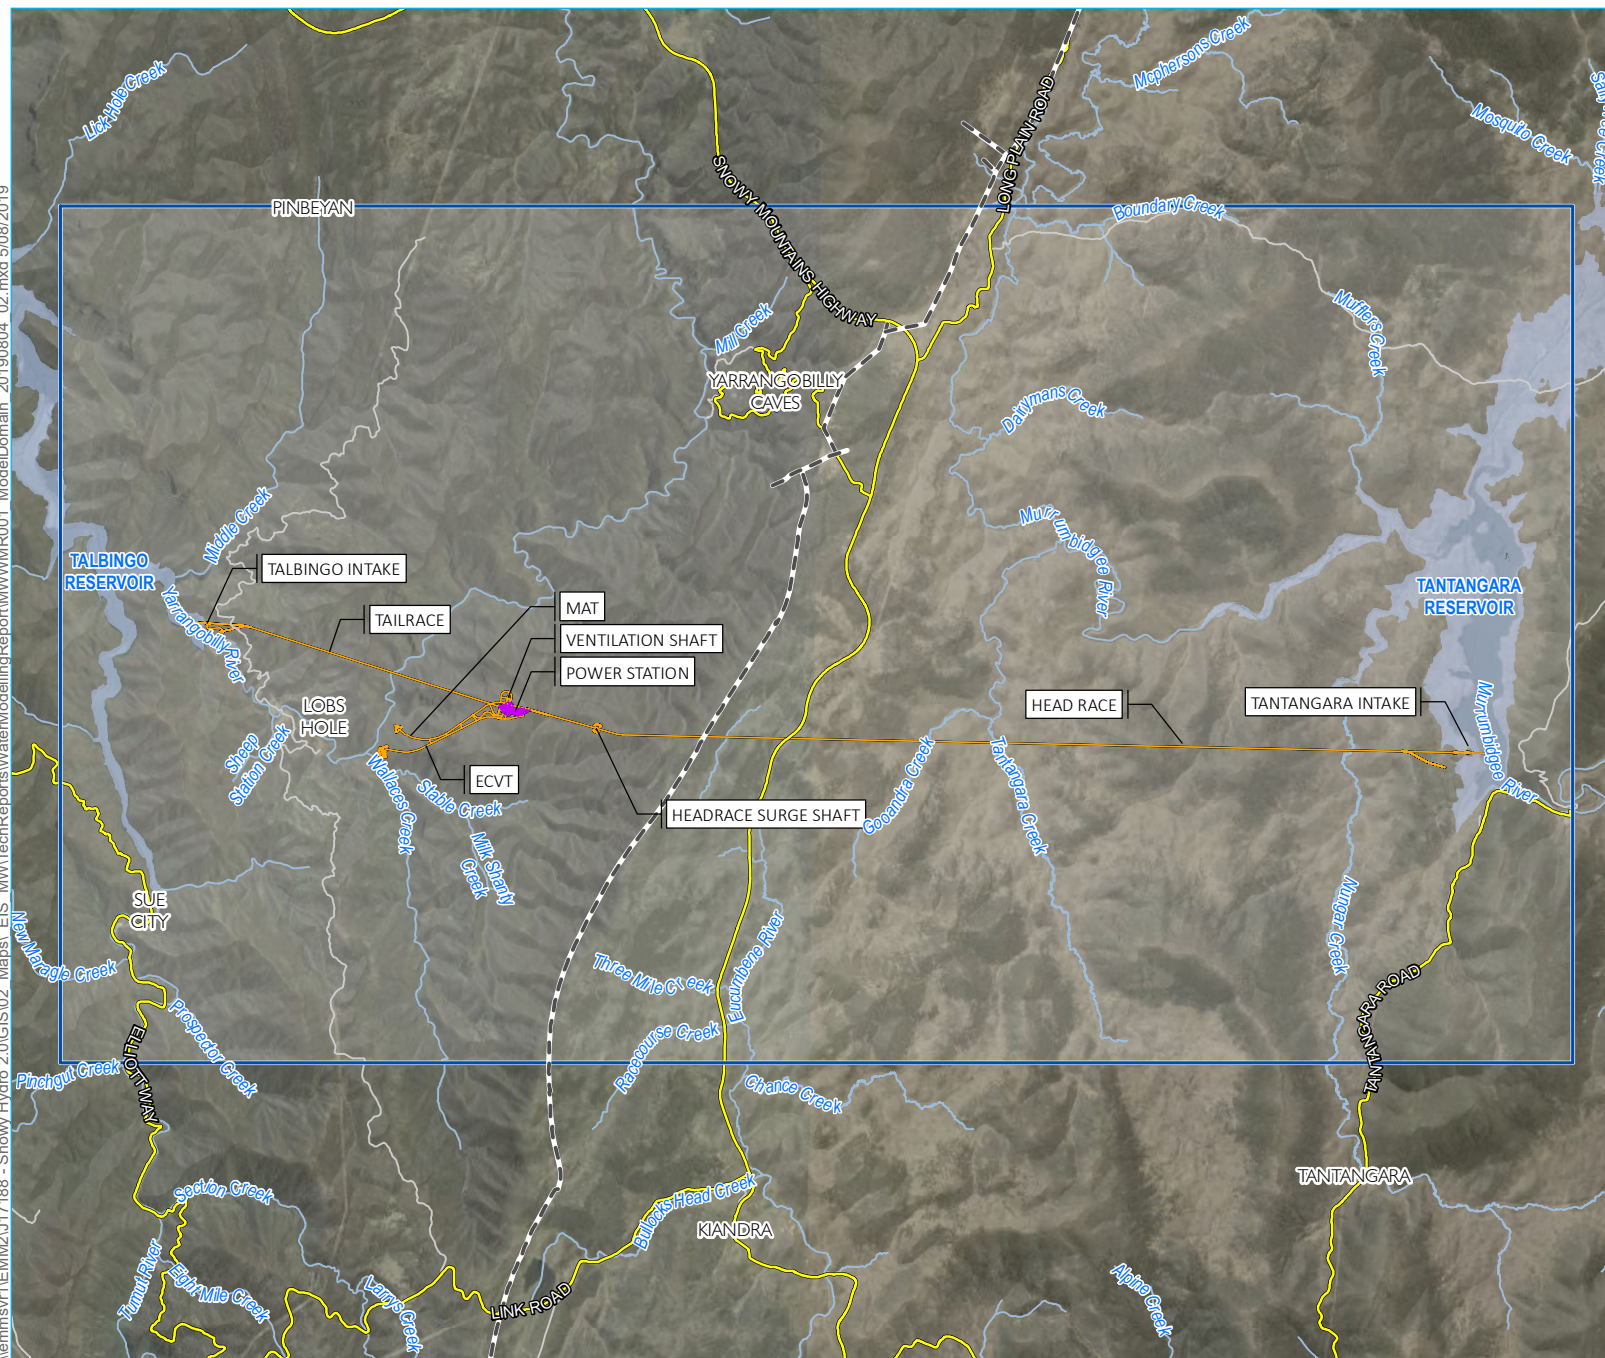 Lick Hole Creek
Mcphersons Creek
Mosquito Creek
LONG PLAIN ROAD
SNOWY MOUNTAINS HIGHWAY
PINBEYAN
Boundary Creek
Mufflers Creek
Mill Creek
YARRANGOBILLY
CAVES
Dairymans Creek
Middle Creek
Murrumbidgee River
TALBINGO
RESERVOIR
TALBINGO INTAKE
TANTANGARA
RESERVOIR
Yarrangobilly River
TAILRACE
MAT
VENTILATION SHAFT
POWER STATION
LOBS
HOLE
HEAD RACE
TANTANGARA INTAKE
Murrumbidgee River
Sheep
Station Creek
Wallaces Creek
ECVT
Stable Creek
HEADRACE SURGE SHAFT
Gooandra Creek
Tantangara Creek
Milk Shanty
Creek
SUE
CITY
New Maragle Creek
Three Mile Creek
Eucumbene River
Nungar Creek
TANTANGARA ROAD
Prospector Creek
Racecourse Creek
ELLIOTT WAY
Pinchgut Creek
Chance Creek
Section Creek
Bullocks Head Creek
KIANDRA
TANTANGARA
Tumut River
Eight Mile Creek
Larrys Creek
LINK ROAD
Alpine Creek